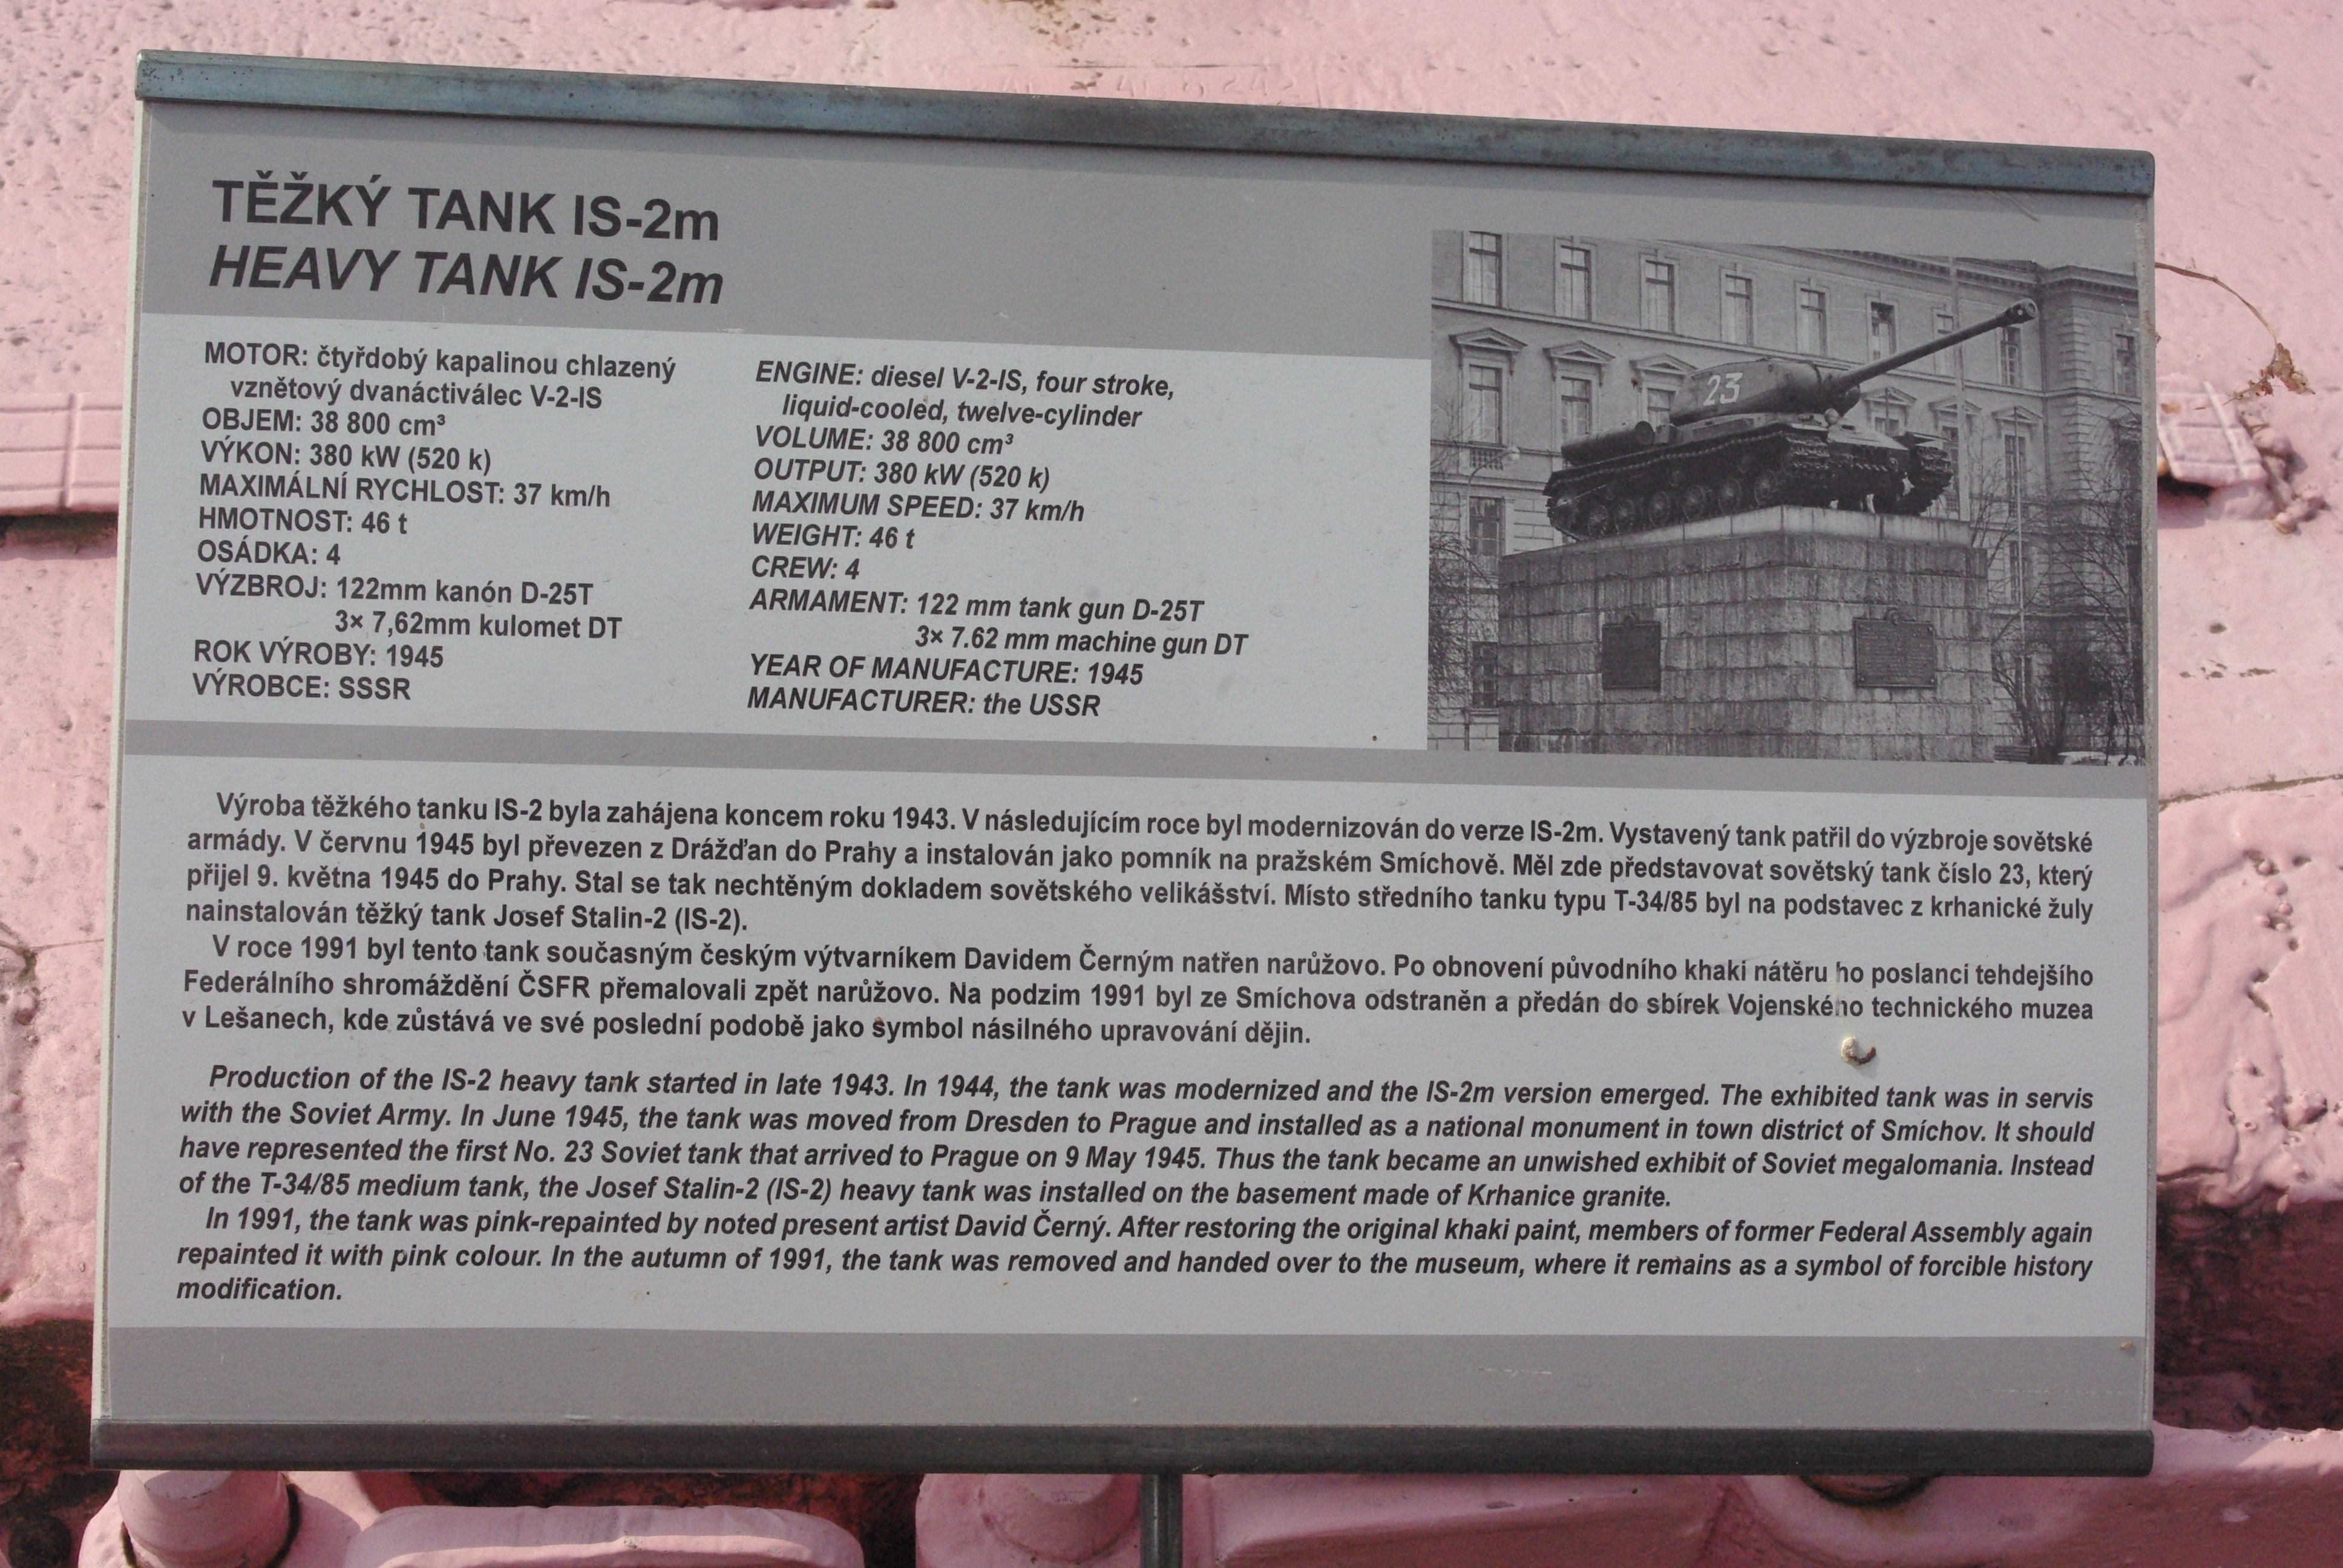 TĚŽKÝ TANK IS-2m
HEAVY TANK IS-2m
MOTOR: čtyřdobý kapalinou chlazený
vznětový dvanáctiválec V-2-IS
OBJEM: 38 800 cm³
VÝKON: 380 kW (520 k)
MAXIMÁLNÍ RYCHLOST: 37 km/h
HMOTNOST: 46 t
OSÁDKA: 4
VÝZBROJ: 122mm kanón D-25T
3× 7,62mm kulomet DT
ROK VÝROBY: 1945
VÝROBCE: SSSR
ENGINE: diesel V-2-IS, four stroke,
liquid-cooled, twelve-cylinder
VOLUME: 38 800 cm³
OUTPUT: 380 kW (520 k)
MAXIMUM SPEED: 37 km/h
WEIGHT: 46 t
CREW: 4
ARMAMENT: 122 mm tank gun D-25T
3× 7.62 mm machine gun DT
YEAR OF MANUFACTURE: 1945
MANUFACTURER: the USSR
23
Výroba těžkého tanku IS-2 byla zahájena koncem roku 1943. V následujícím roce byl modernizován do verze IS-2m. Vystavený tank patřil do výzbroje sovětské
armády. V červnu 1945 byl převezen z Drážďan do Prahy a instalován jako pomník na pražském Smíchově. Měl zde představovat sovětský tank číslo 23, který
přijel 9. května 1945 do Prahy. Stal se tak nechtěným dokladem sovětského velikášství. Místo středního tanku typu T-34/85 byl na podstavec z krhanické žuly
nainstalován těžký tank Josef Stalin-2 (IS-2).
V roce 1991 byl tento tank současným českým výtvarníkem Davidem Černým natřen narůžovo. Po obnovení původního khaki nátěru ho poslanci tehdejšího
Federálního shromáždění ČSFR přemalovali zpět narůžovo. Na podzim 1991 byl ze Smíchova odstraněn a předán do sbírek Vojenského technického muzea
v Lešanech, kde zůstává ve své poslední podobě jako symbol násilného upravování dějin.
Production of the IS-2 heavy tank started in late 1943. In 1944, the tank was modernized and the IS-2m version emerged. The exhibited tank was in servis
with the Soviet Army. In June 1945, the tank was moved from Dresden to Prague and installed as a national monument in town district of Smíchov. It should
have represented the first No. 23 Soviet tank that arrived to Prague on 9 May 1945. Thus the tank became an unwished exhibit of Soviet megalomania. Instead
of the T-34/85 medium tank, the Josef Stalin-2 (IS-2) heavy tank was installed on the basement made of Krhanice granite.
In 1991, the tank was pink-repainted by noted present artist David Černý. After restoring the original khaki paint, members of former Federal Assembly again
repainted it with pink colour. In the autumn of 1991, the tank was removed and handed over to the museum, where it remains as a symbol of forcible history
modification.